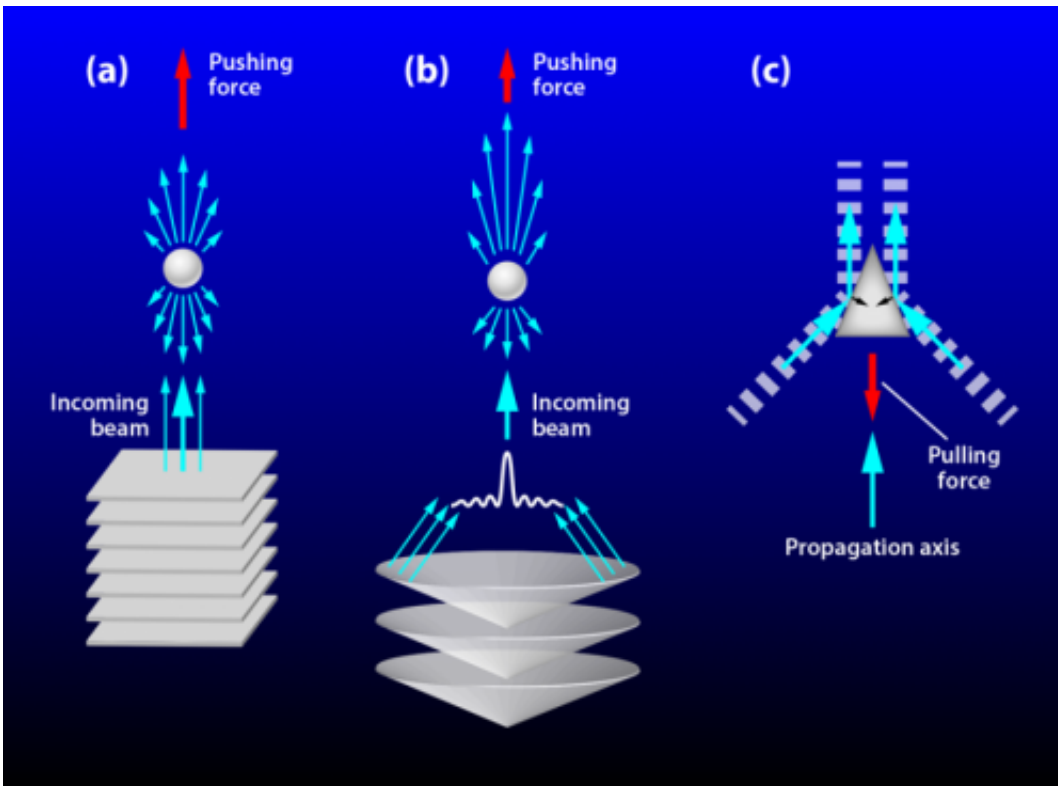 (a)
Pushing
force
Incoming
beam
(b)
Pushing
force
Incoming
beam
(c)
Pulling
force
Propagation axis